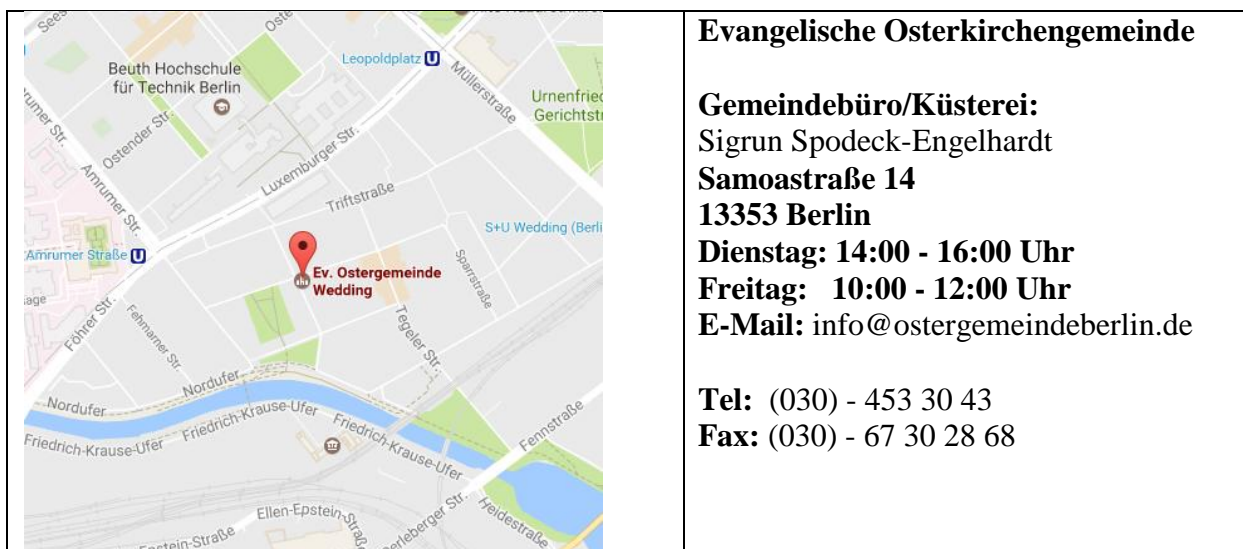 Leopoldplatz
Beuth Hochschule
für Technik Berlin
Müllerstraße
Amrumer Str.
Ostender Str.
Luxemburger Str.
Amrumer Str.
Triftstraße
S+U Wedding (Berli
Amrumer Straße
Ev. Ostergemeinde
Wedding
Sparrstraße
Föhrer Str.
Fehmarner Str.
Tegeler Str.
Nordufer
Nordufer
Friedrich-Krause-Ufer
Friedrich-Krause-Ufer
Friedrich-Krause-Ufer
Fennstraße
Heidestraße
Ellen-Epstein-Straße
Evangelische Osterkirchengemeinde
Gemeindebüro/Küsterei:
Sigrun Spodeck-Engelhardt
Samoastraße 14
13353 Berlin
Dienstag: 14:00 - 16:00 Uhr
Freitag: 10:00 - 12:00 Uhr
E-Mail: info@ostergemeindeberlin.de
Tel: (030) - 453 30 43
Fax: (030) - 67 30 28 68